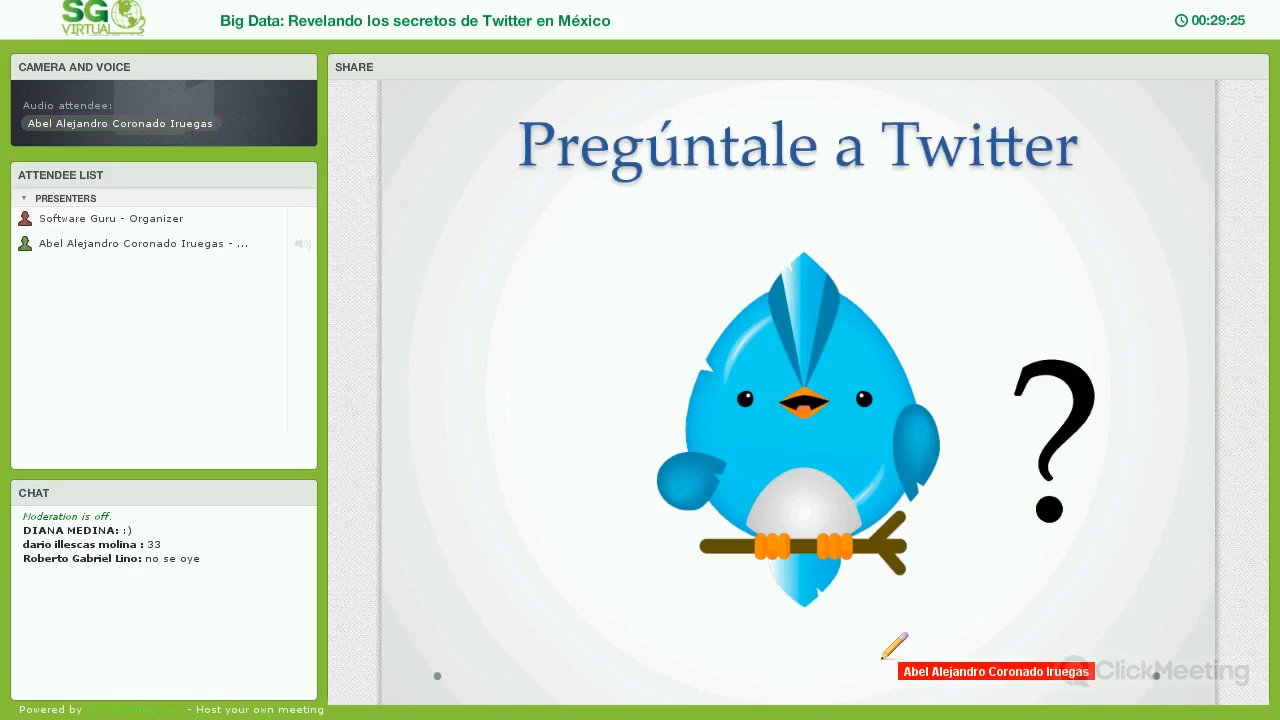 SG
VIRTUAL
Big Data: Revelando los secretos de Twitter en México
00:29:25
CAMERA AND VOICE
Audio attendee:
Abel Alejandro Coronado Iruegas
ATTENDEE LIST
PRESENTERS
Software Guru - Organizer
Abel Alejandro Coronado Iruegas - ...
CHAT
Moderation is off.
DIANA MEDINA: :)
dario illescas molina : 33
Roberto Gabriel Lino: no se oye
Powered by - Host your own meeting
SHARE
Pregúntale a Twitter
?
Abel Alejandro Coronado Iruegas
ClickMeeting